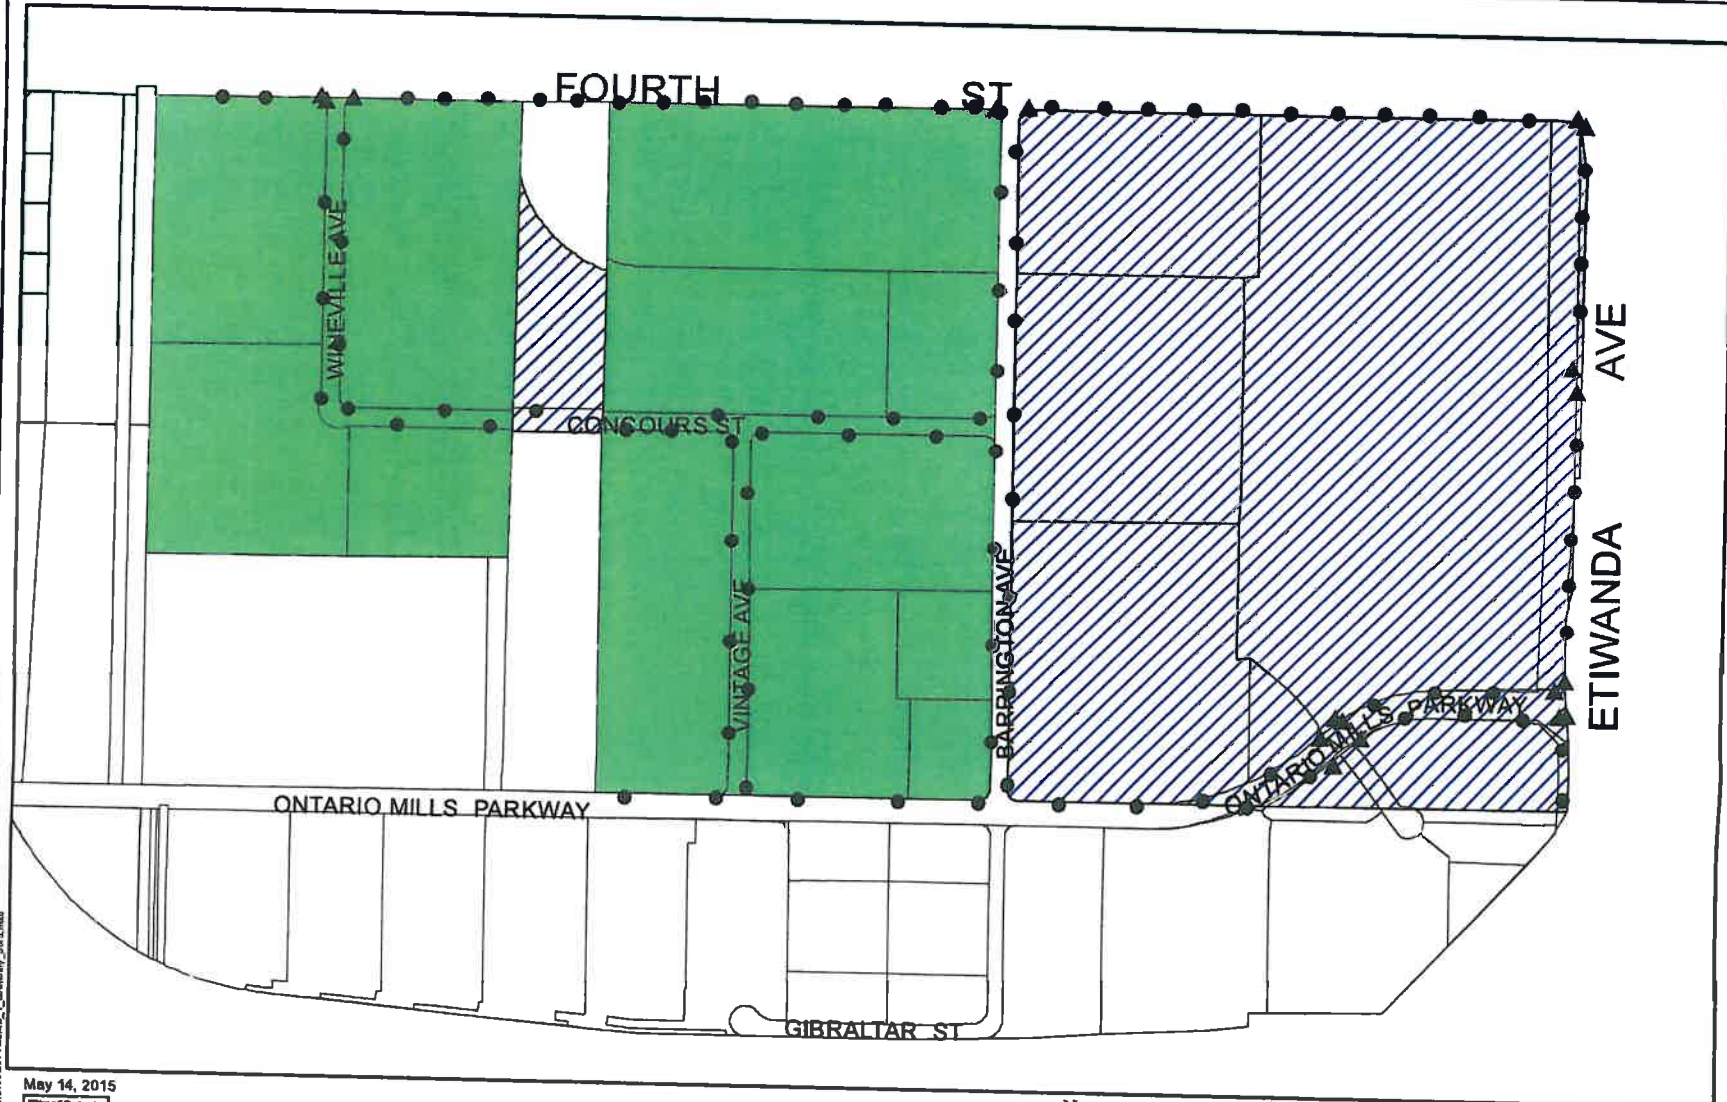 FOURTH ST
WINEVILLE AVE
AVE
CONCOURS ST
VINTAGE AVE
BARRINGTON AVE
ETIWANDA
ONTARIO MILLS PARKWAY
ONTARIO MILLS PARKWAY
GIBRALTAR ST
May 14, 2015